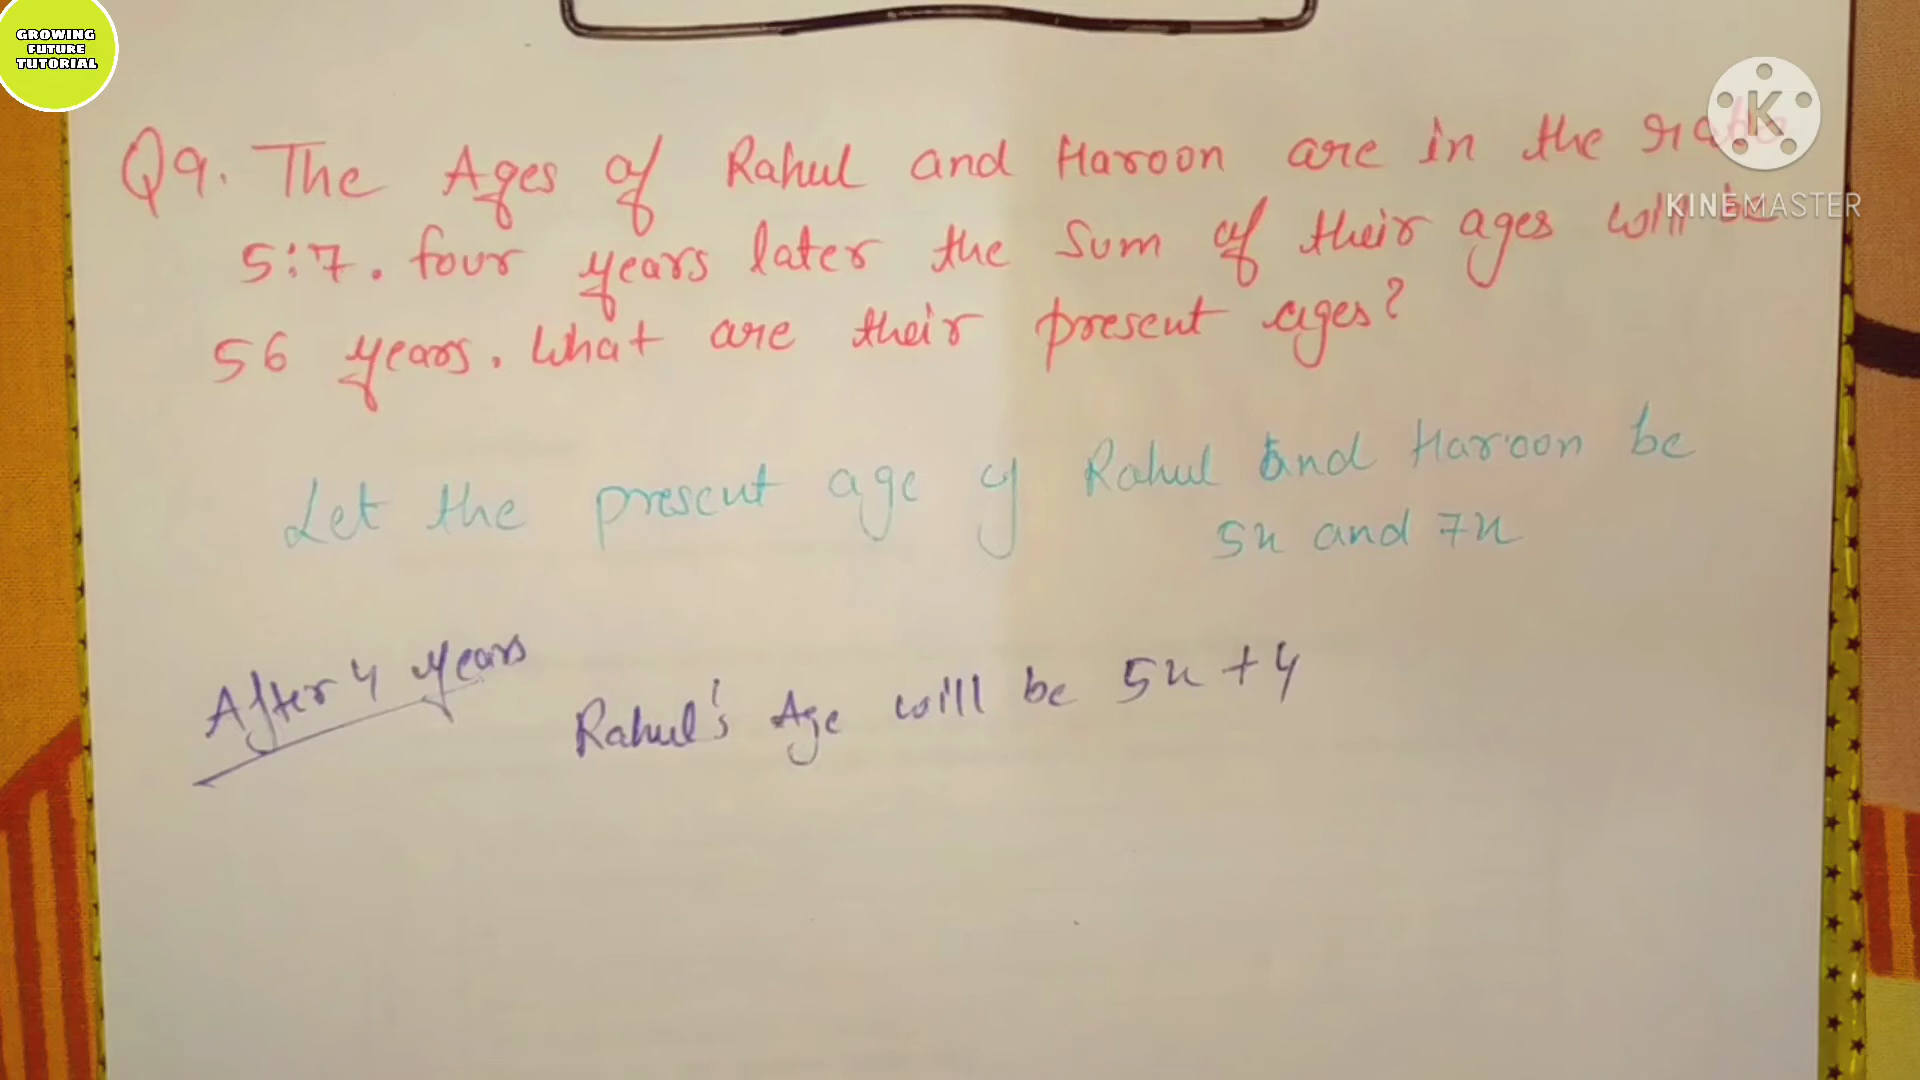 GROWING
FUTURE
TUTORIAL
KINEMASTER
Q9. The Ages of Rahul and Haroon are in the ratio
5:7. four years later the sum of their ages will be
56 years. What are their present ages?
Let the present age of Rahul and Haroon be
5x and 7x
After 4 years
Rahul's Age will be 5x + 4